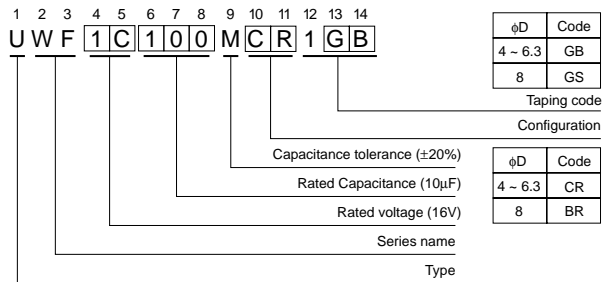 1 2 3 4 5 6 7 8 9 10 11 12 13 14
U W F 1 C 1 0 0 M C R 1 G B
φD Code
4 ~ 6.3 GB
8 GS
Taping code
Configuration
Capacitance tolerance (±20%)
φD Code
Rated Capacitance (10μF)
4 ~ 6.3 CR
Rated voltage (16V)
8 BR
Series name
Type